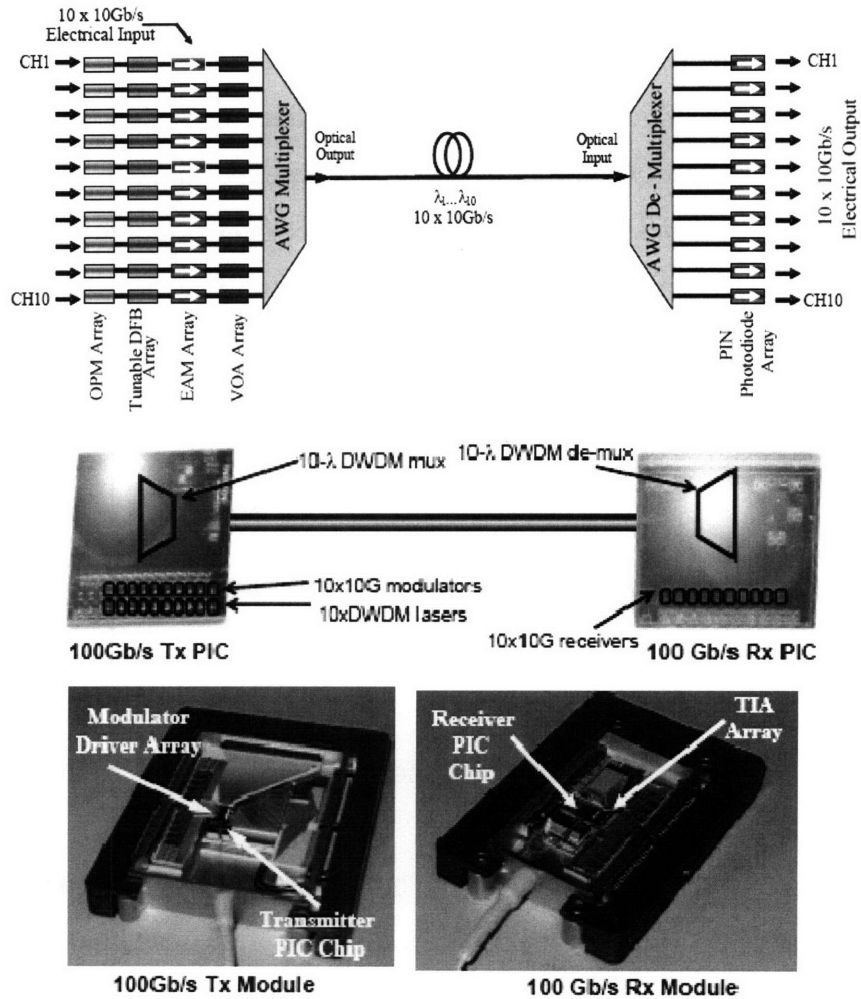 10 x 10Gb/s
Electrical Input
CH1
CH10
OPM Array
Tunable DFB
Array
EAM Array
VOA Array
AWG Multiplexer
Optical
Output
λ1...λ10
10 x 10Gb/s
Optical
Input
AWG De - Multiplexer
CH1
CH10
10 x 10Gb/s
Electrical Output
PIN
Photodiode
Array
10-λ DWDM mux
10-λ DWDM de-mux
10x10G modulators
10xDWDM lasers
10x10G receivers
100Gb/s Tx PIC
100 Gb/s Rx PIC
Modulator
Driver Array
Transmitter
PIC Chip
Receiver
PIC
Chip
TIA
Array
100Gb/s Tx Module
100 Gb/s Rx Module